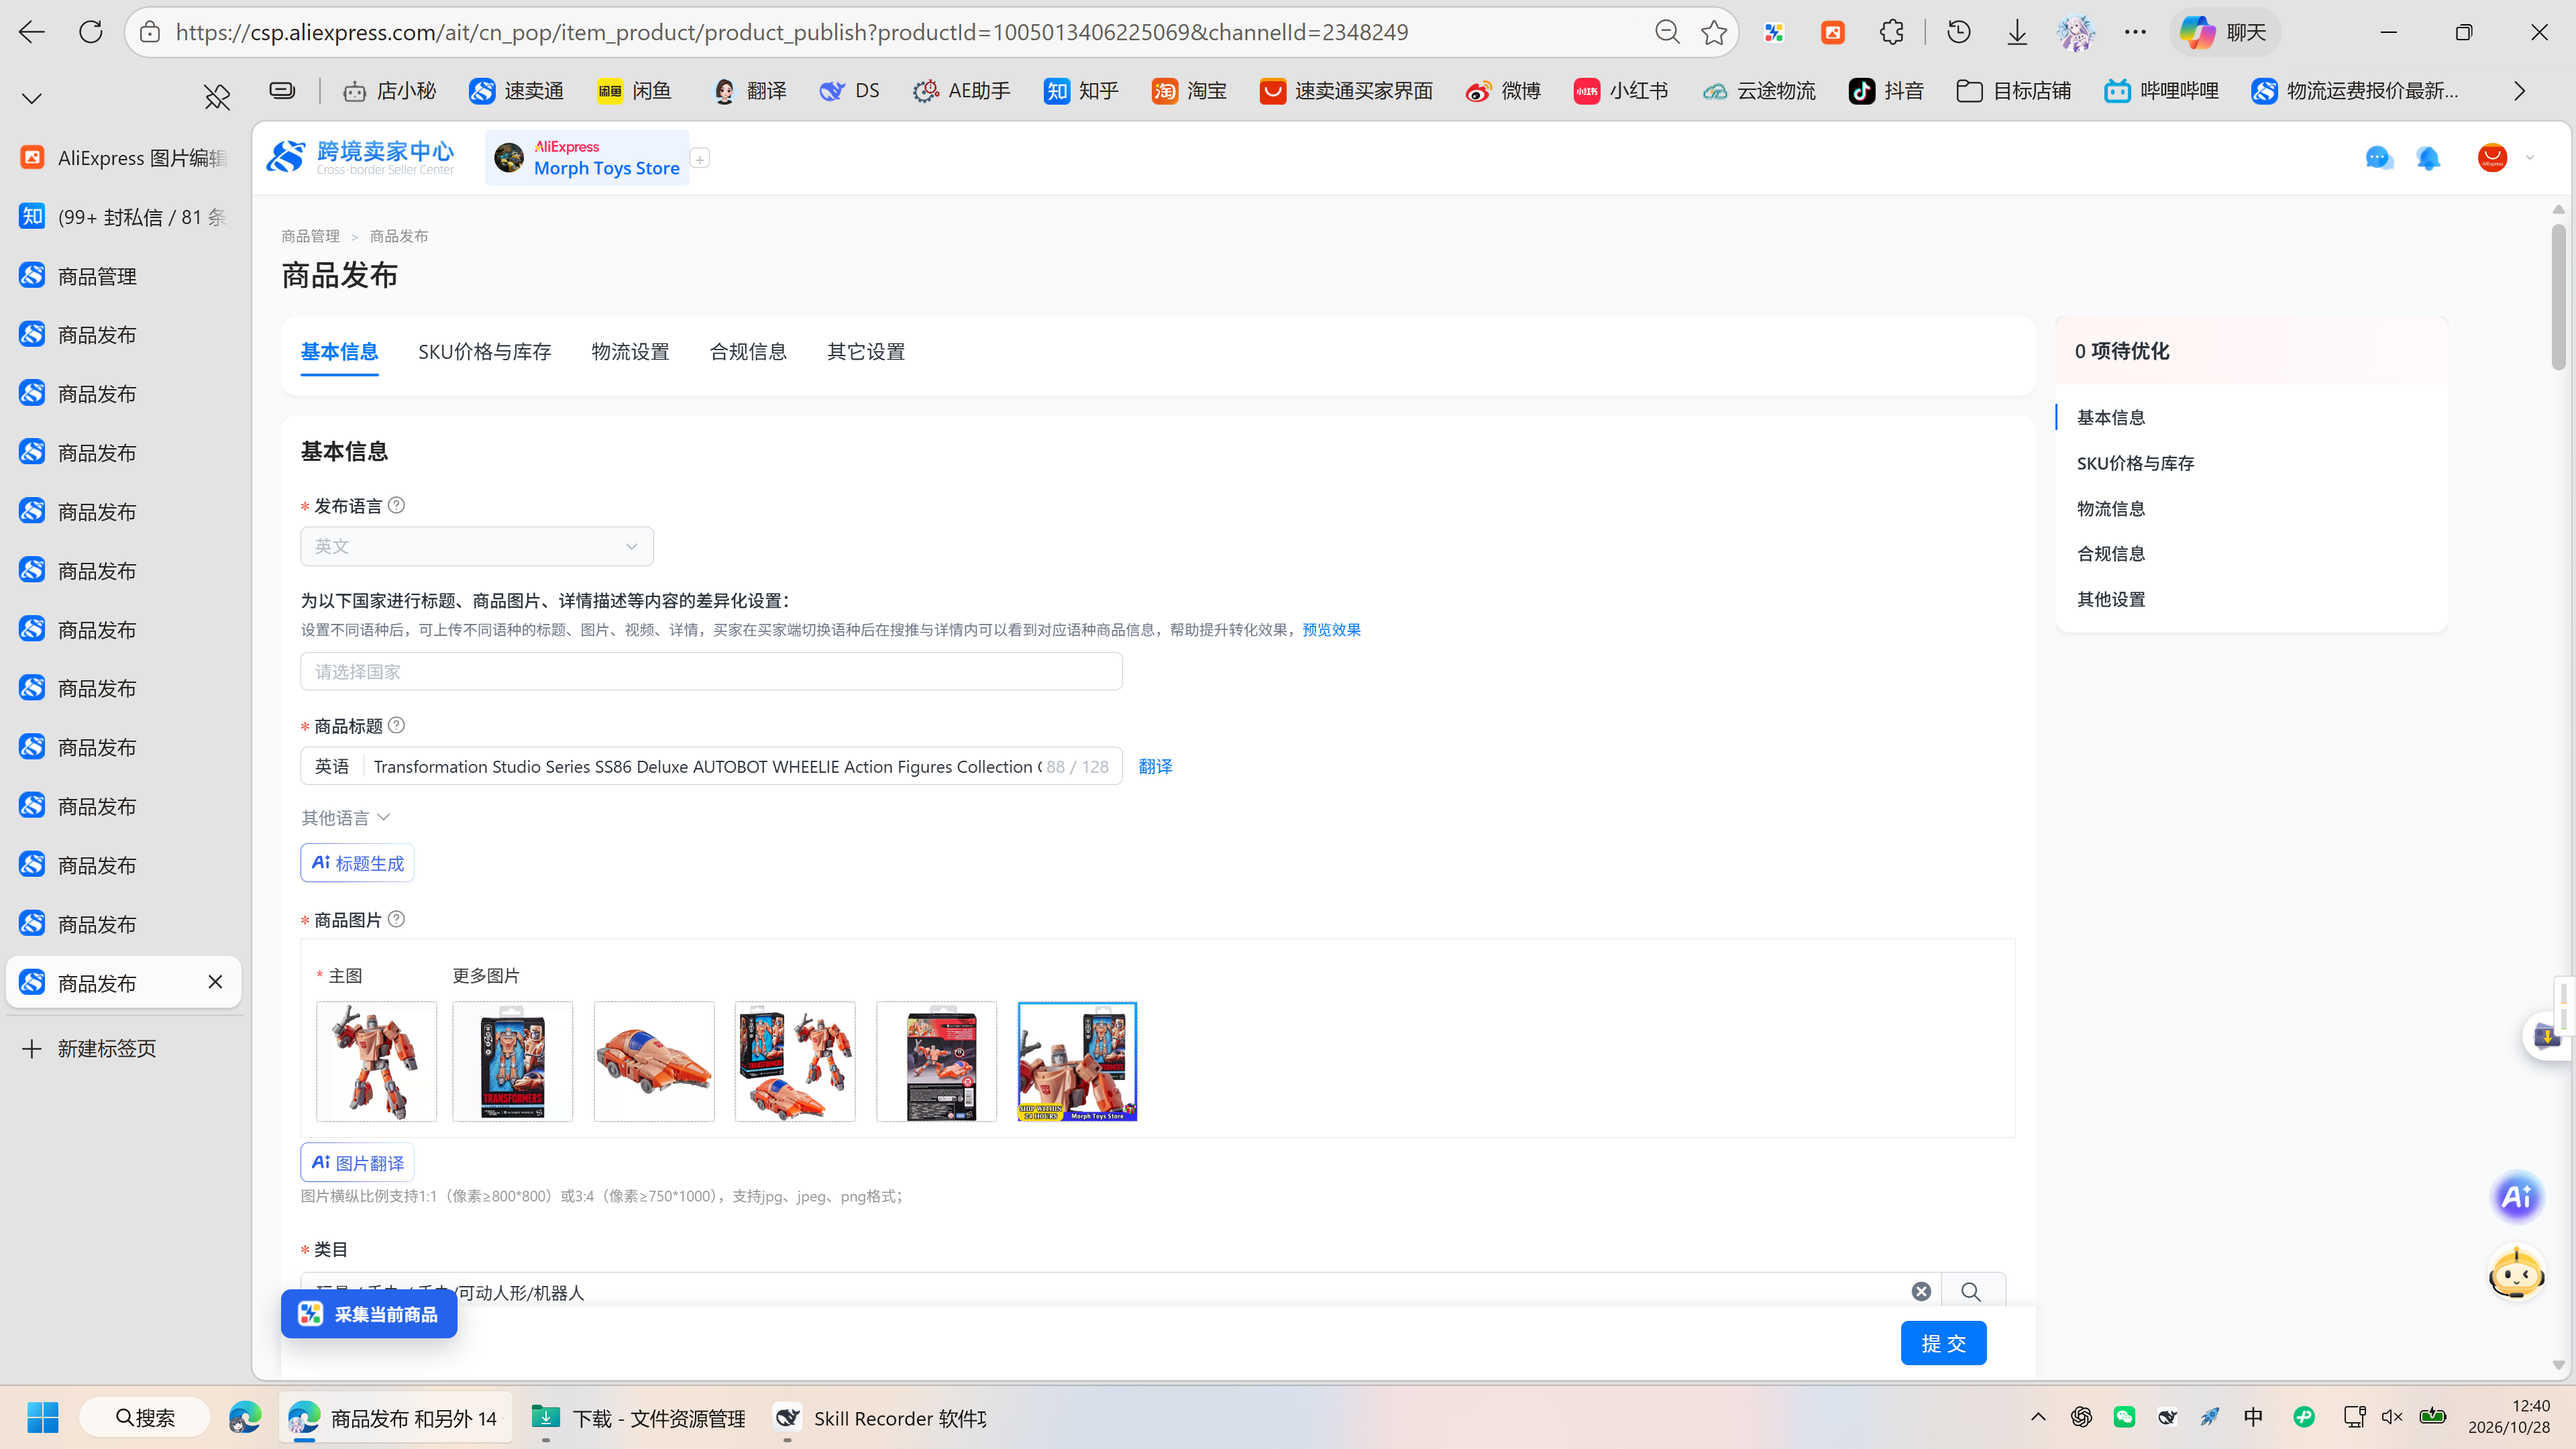 https://csp.aliexpress.com/ait/cn_pop/item_product/product_publish?productId=1005013406225069&channelId=2348249
聊天
店小秘
速卖通
闲鱼
翻译
DS
AE助手
知乎
淘宝
速卖通买家界面
微博
小红书
云途物流
抖音
目标店铺
哔哩哔哩
物流运费报价最新...
AliExpress 图片编辑
(99+ 封私信 / 81 条
商品管理
商品发布
商品发布
商品发布
商品发布
商品发布
商品发布
商品发布
商品发布
商品发布
商品发布
商品发布
商品发布
新建标签页
跨境卖家中心
Cross-border Seller Center
AliExpress
Morph Toys Store
商品管理 > 商品发布
商品发布
基本信息
SKU价格与库存
物流设置
合规信息
其它设置
基本信息
* 发布语言
英文
为以下国家进行标题、商品图片、详情描述等内容的差异化设置：
设置不同语种后，可上传不同语种的标题、图片、视频、详情，买家在买家端切换语种后在搜推与详情内可以看到对应语种商品信息，帮助提升转化效果，预览效果
请选择国家
* 商品标题
英语 Transformation Studio Series SS86 Deluxe AUTOBOT WHEELIE Action Figures Collection 88 / 128 翻译
其他语言
Ai 标题生成
* 商品图片
* 主图
更多图片
TRANSFORMERS
SHIP WITHIN
24 HOURS
Morph Toys Store
Ai 图片翻译
图片横纵比例支持1:1（像素≥800*800）或3:4（像素≥750*1000），支持jpg、jpeg、png格式；
* 类目
/可动人形/机器人
采集当前商品
提 交
0 项待优化
基本信息
SKU价格与库存
物流信息
合规信息
其他设置
Ai
搜索
商品发布 和另外 14
下载 - 文件资源管理
Skill Recorder 软件
中
12:40
2026/10/28